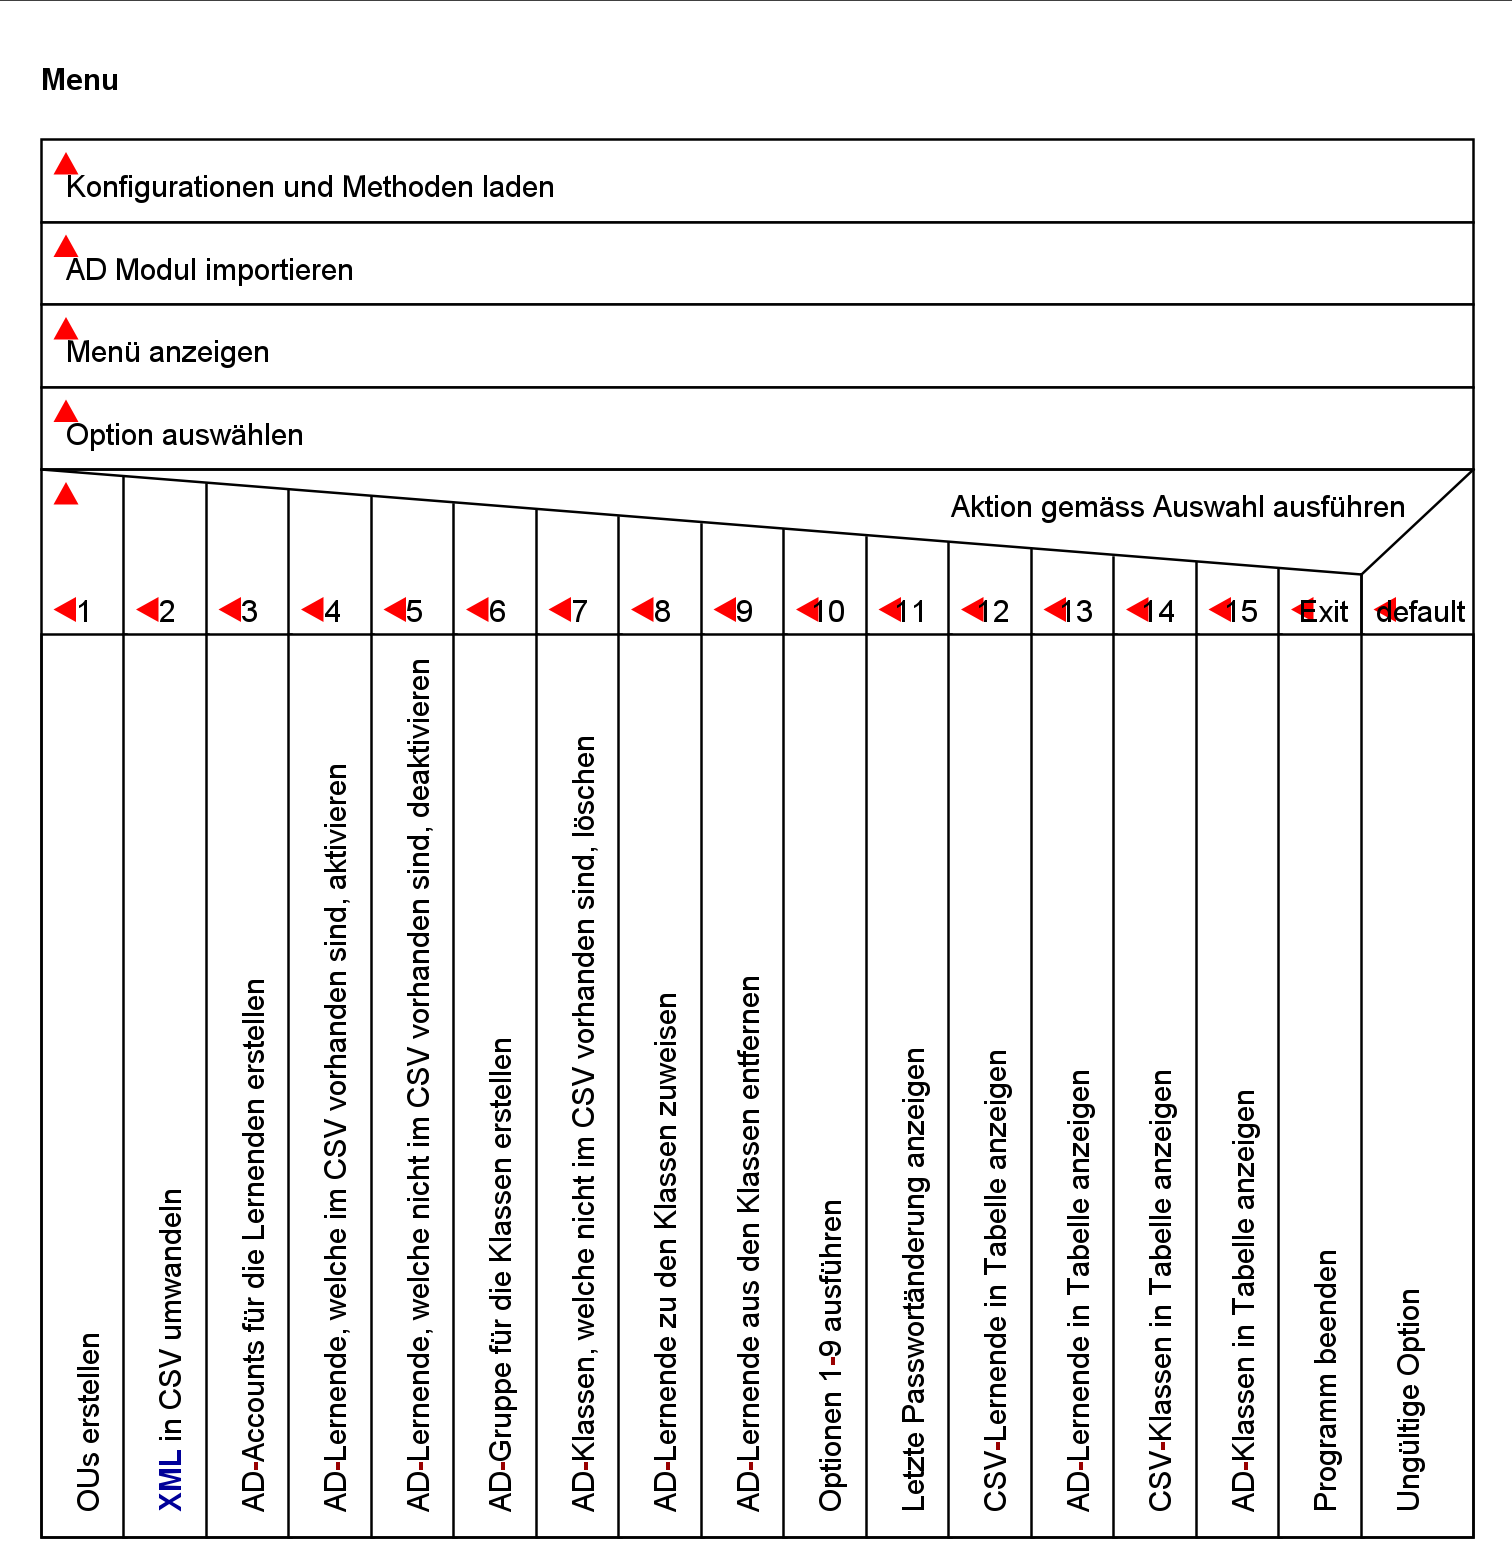 Menu
Konfigurationen und Methoden laden
AD Modul importieren
Menü anzeigen
Option auswählen
Aktion gemäss Auswahl ausführen
1
2
3
4
5
6
7
8
9
10
11
12
13
14
15
Exit
default
OUs erstellen
XML in CSV umwandeln
AD-Accounts für die Lernenden erstellen
AD-Lernende, welche im CSV vorhanden sind, aktivieren
AD-Lernende, welche nicht im CSV vorhanden sind, deaktivieren
AD-Gruppe für die Klassen erstellen
AD-Klassen, welche nicht im CSV vorhanden sind, löschen
AD-Lernende zu den Klassen zuweisen
AD-Lernende aus den Klassen entfernen
Optionen 1-9 ausführen
Letzte Passwortänderung anzeigen
CSV-Lernende in Tabelle anzeigen
AD-Lernende in Tabelle anzeigen
CSV-Klassen in Tabelle anzeigen
AD-Klassen in Tabelle anzeigen
Programm beenden
Ungültige Option